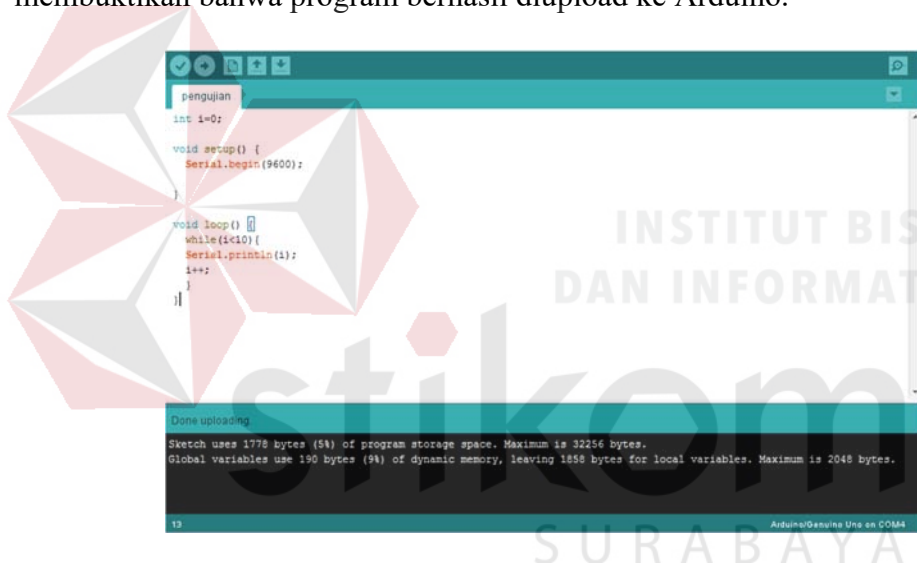 membuktikan bahwa program berhasil diupload ke Arduino.
pengujian
int i=0;
void setup() {
Serial.begin(9600);
}
void loop() {
while(i<10){
Serial.println(i);
i++;
}
}
INSTITUT BIS
DAN INFORMAT
stikom
Done uploading.
Sketch uses 1778 bytes (5%) of program storage space. Maximum is 32256 bytes.
Global variables use 190 bytes (9%) of dynamic memory, leaving 1858 bytes for local variables. Maximum is 2048 bytes.
13
Arduino/Genuino Uno on COM4
SURABAYA